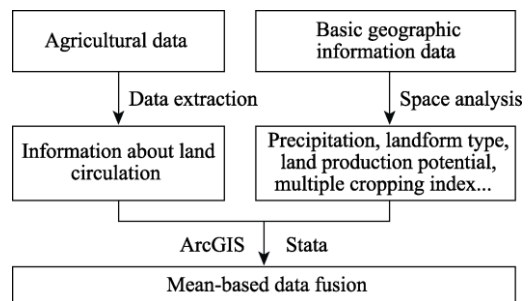 Agricultural data
Basic geographic
information data
Data extraction
Space analysis
Information about land
circulation
Precipitation, landform type,
land production potential,
multiple cropping index...
ArcGIS
Stata
Mean-based data fusion